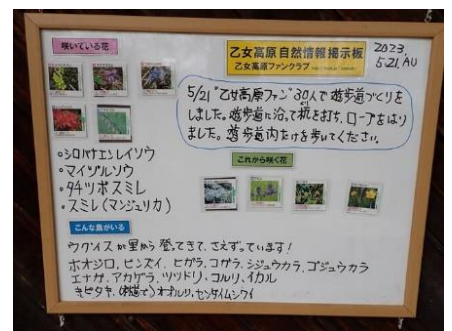 咲いている花
乙女高原自然情報掲示板
乙女高原ファンクラブ
2023.
5.21 AU
5/21 "乙女高原ファン" 30人で遊歩道づくりを
しました。遊歩道に沿って杭を打ち、ロープをはり
ました。遊歩道内だけを歩いてください。
・シロバナエンレイソウ
・マイヅルソウ
・タチツボスミレ
・スミレ(マンジュリカ)
これから咲く花
こんな鳥がいる
ウグイスが里から登ってきて、さえずっています!
ホオジロ、ビンズイ、ヒガラ、コガラ、シジュウカラ、ゴジュウカラ
エナガ、アカゲラ、ツツドリ、コルリ、イカル
キビタキ、(林道で)オオルリ、センダイムシクイ